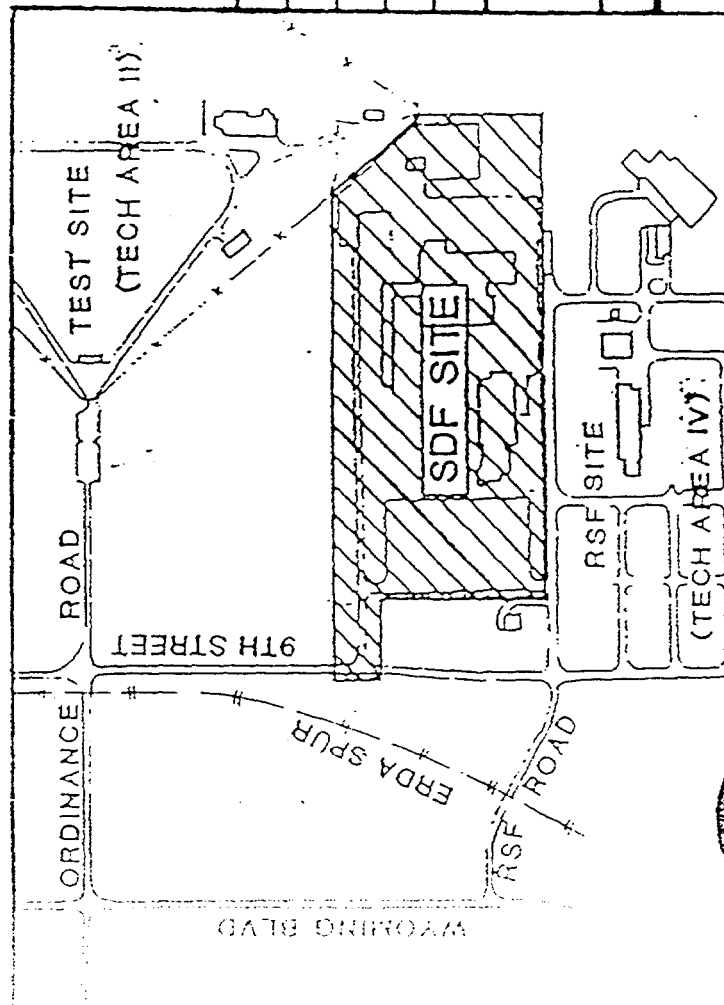 TEST SITE
(TECH AREA II)
ORDINANCE ROAD
9TH STREET
SDF SITE
ERDA SPUR
RSF SITE
(TECH AREA IV)
RSF ROAD
WYOMING BLVD